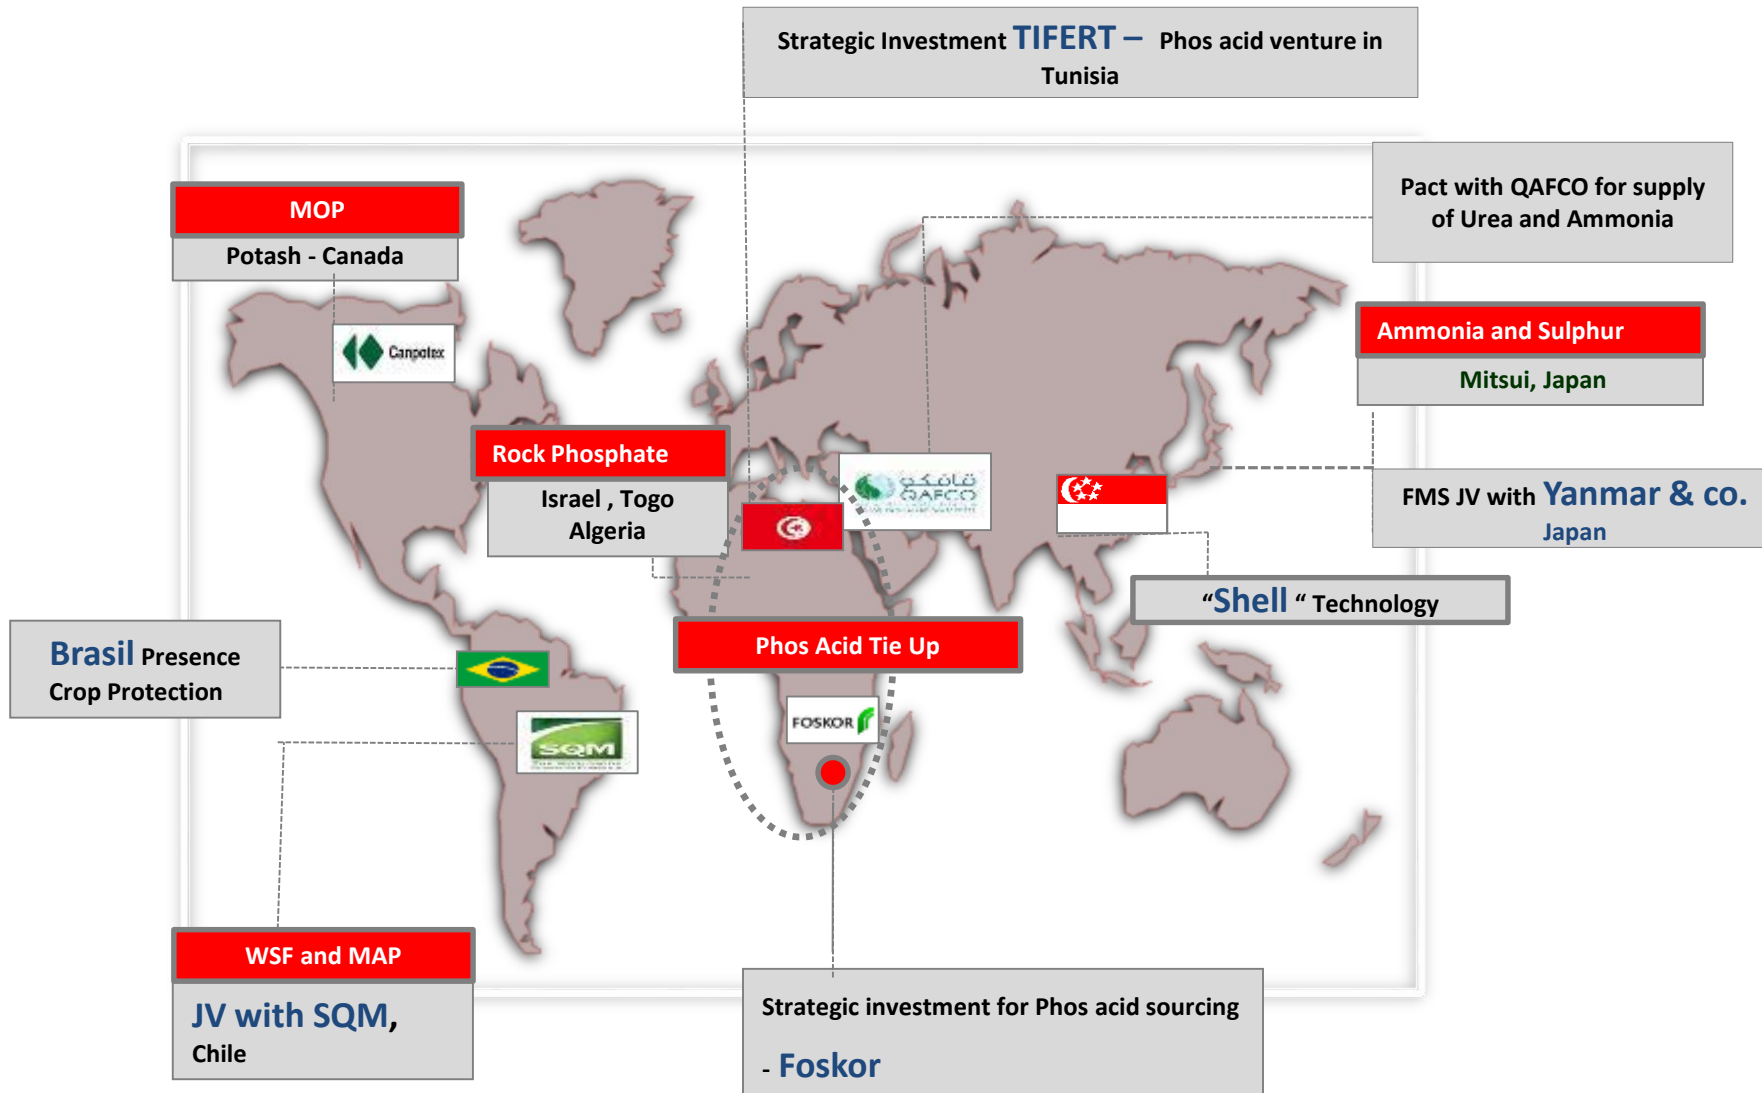 Strategic Investment TIFERT – Phos acid venture in
Tunisia
MOP
Potash - Canada
Pact with QAFCO for supply
of Urea and Ammonia
Canpotex
Ammonia and Sulphur
Mitsui, Japan
Rock Phosphate
Israel , Togo
Algeria
قافكو
QAFCO
FMS JV with Yanmar & co.
Japan
“Shell “ Technology
Brasil Presence
Crop Protection
Phos Acid Tie Up
FOSKOR
SQM
WSF and MAP
JV with SQM,
Chile
Strategic investment for Phos acid sourcing
- Foskor